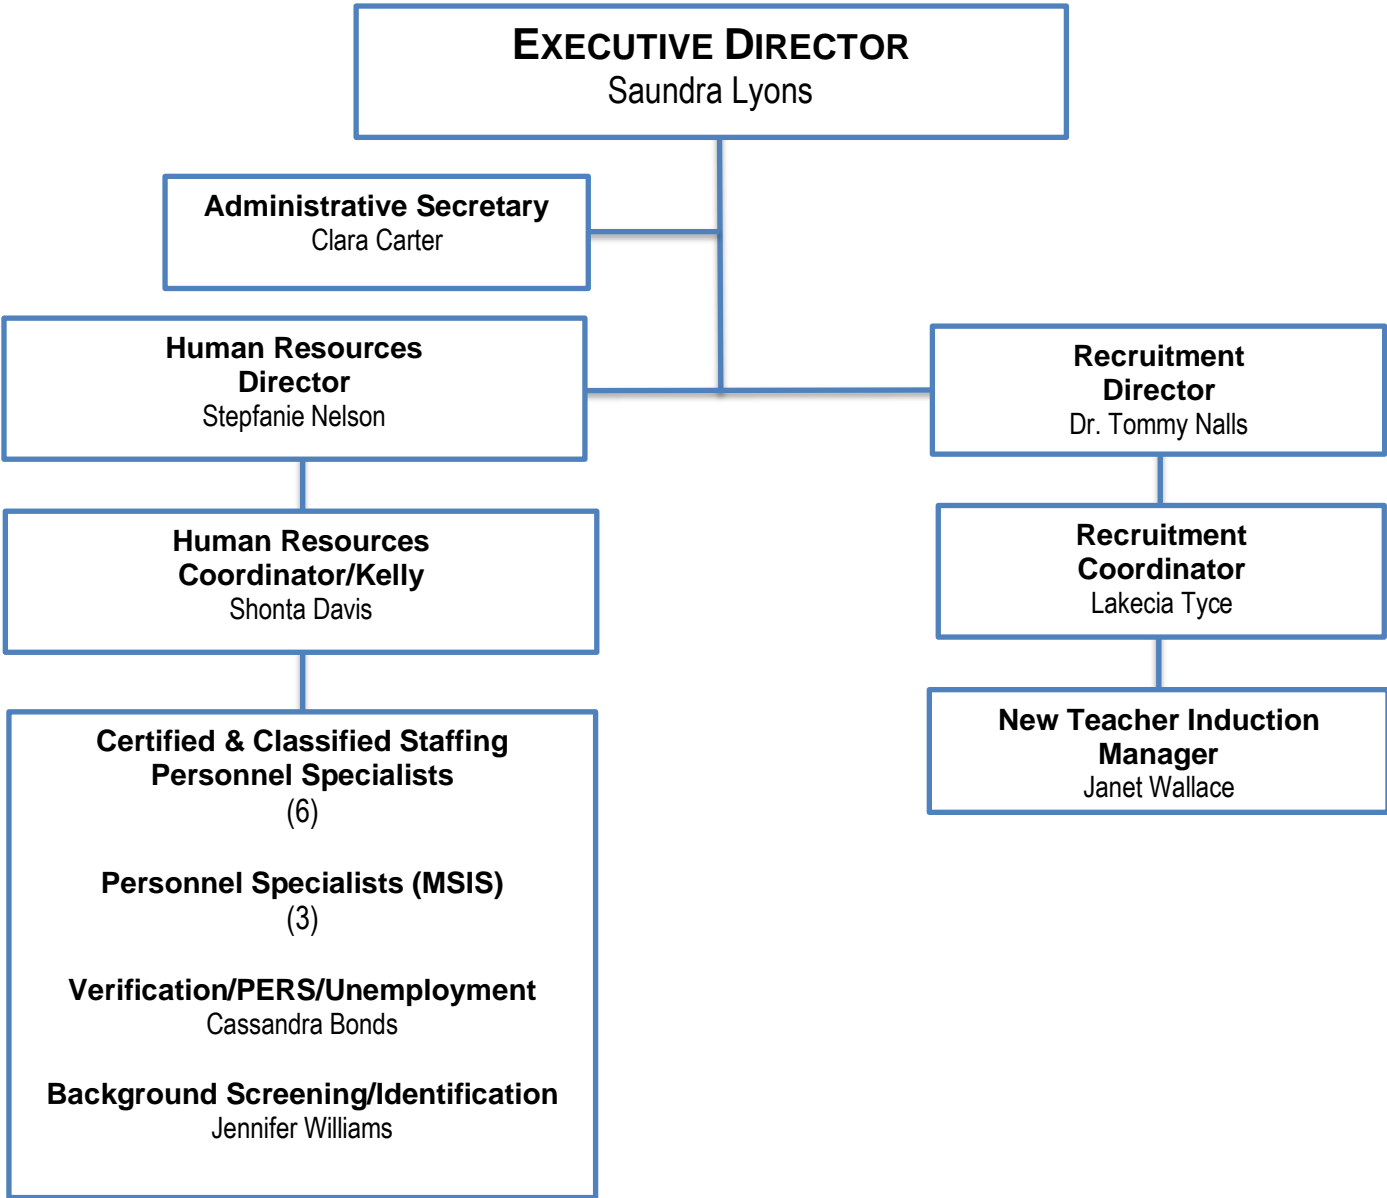 EXECUTIVE DIRECTOR
Saundra Lyons
Administrative Secretary
Clara Carter
Human Resources
Director
Stepfanie Nelson
Recruitment
Director
Dr. Tommy Nalls
Human Resources
Coordinator/Kelly
Shonta Davis
Recruitment
Coordinator
Lakecia Tyce
Certified & Classified Staffing
Personnel Specialists
(6)
Personnel Specialists (MSIS)
(3)
Verification/PERS/Unemployment
Cassandra Bonds
Background Screening/Identification
Jennifer Williams
New Teacher Induction
Manager
Janet Wallace